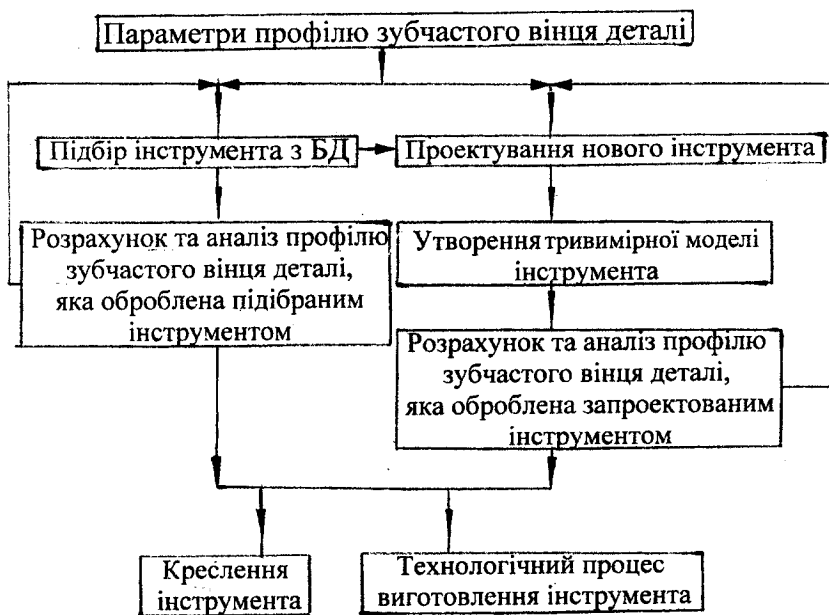 Параметри профілю зубчастого вінця деталі
Підбір інструмента з БД
Проектування нового інструмента
Розрахунок та аналіз профілю
зубчастого вінця деталі,
яка оброблена підібраним
інструментом
Утворення тривимірної моделі
інструмента
Розрахунок та аналіз профілю
зубчастого вінця деталі,
яка оброблена запроектованим
інструментом
Креслення
інструмента
Технологічний процес
виготовлення інструмента